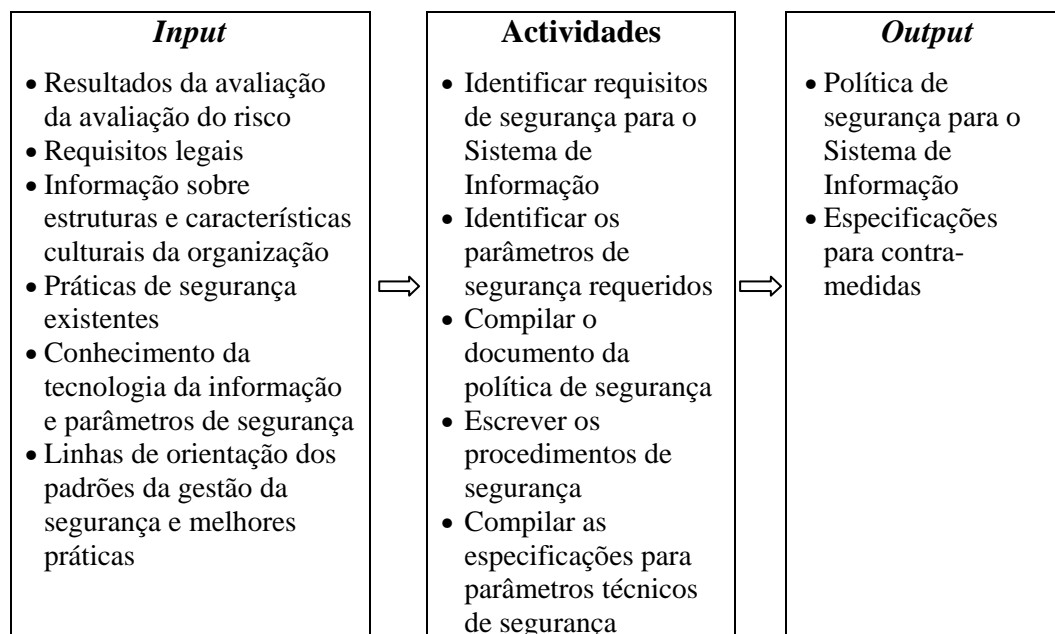 Input
• Resultados da avaliação
da avaliação do risco
• Requisitos legais
• Informação sobre
estruturas e características
culturais da organização
• Práticas de segurança
existentes
• Conhecimento da
tecnologia da informação
e parâmetros de segurança
• Linhas de orientação dos
padrões da gestão da
segurança e melhores
práticas
Actividades
• Identificar requisitos
de segurança para o
Sistema de
Informação
• Identificar os
parâmetros de
segurança requeridos
• Compilar o
documento da
política de segurança
• Escrever os
procedimentos de
segurança
• Compilar as
especificações para
parâmetros técnicos
de segurança
Output
• Política de
segurança para o
Sistema de
Informação
• Especificações
para contra-
medidas